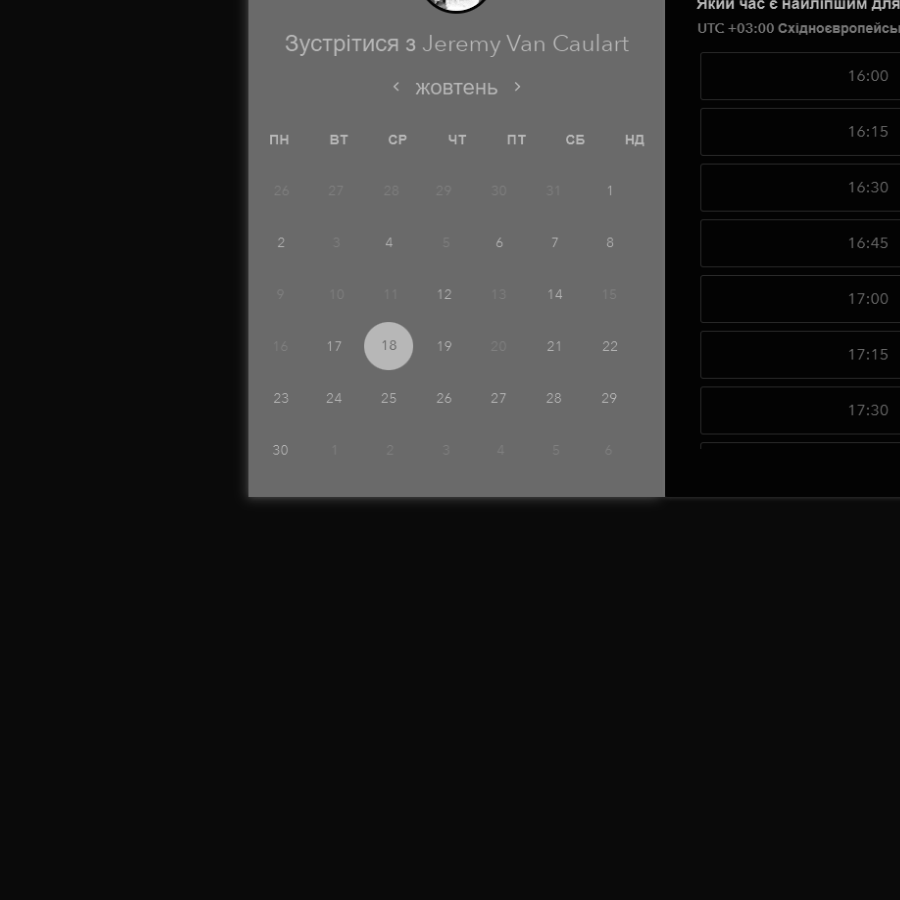 Зустрітися з Jeremy Van Caulart
‹ жовтень ›
ПН ВТ СР ЧТ ПТ СБ НД
26 27 28 29 30 31 1
2 3 4 5 6 7 8
9 10 11 12 13 14 15
16 17 18 19 20 21 22
23 24 25 26 27 28 29
30 1 2 3 4 5 6
Який час є найліпшим для
UTC +03:00
16:00
16:15
16:30
16:45
17:00
17:15
17:30